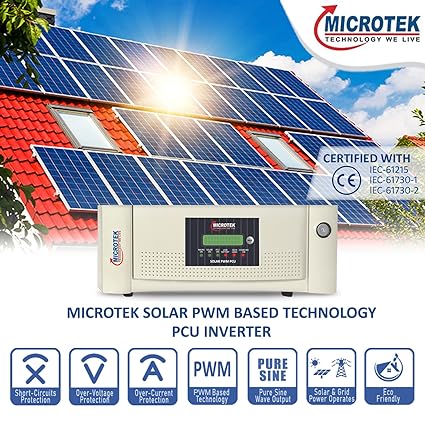 MICROTEK
TECHNOLOGY WE LIVE
CERTIFIED WITH
CE
IEC-61215
IEC-61730-1
IEC-61730-2
MICROTEK
MICROTEK
SOLAR PWM PCU
MICROTEK SOLAR PWM BASED TECHNOLOGY
PCU INVERTER
X
V
A
PWM
PURE
SINE
Short-Circuits
Protection
Over-Voltage
Protection
Over-Current
Protection
PWM Based
Technology
Pure Sine
Wave Output
Solar & Grid
Power Operates
Eco
Friendly